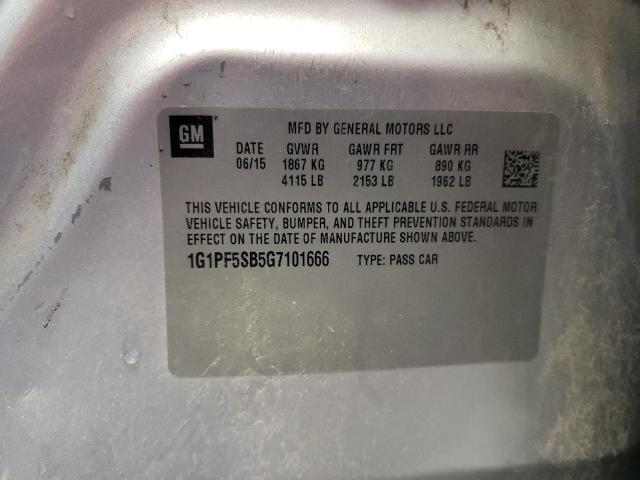 GM
MFD BY GENERAL MOTORS LLC
DATE GVWR GAWR FRT GAWR RR
06/15 1867 KG 977 KG 890 KG
4115 LB 2153 LB 1962 LB
THIS VEHICLE CONFORMS TO ALL APPLICABLE U.S. FEDERAL MOTOR
VEHICLE SAFETY, BUMPER, AND THEFT PREVENTION STANDARDS IN
EFFECT ON THE DATE OF MANUFACTURE SHOWN ABOVE.
1G1PF5SB5G7101666 TYPE: PASS CAR